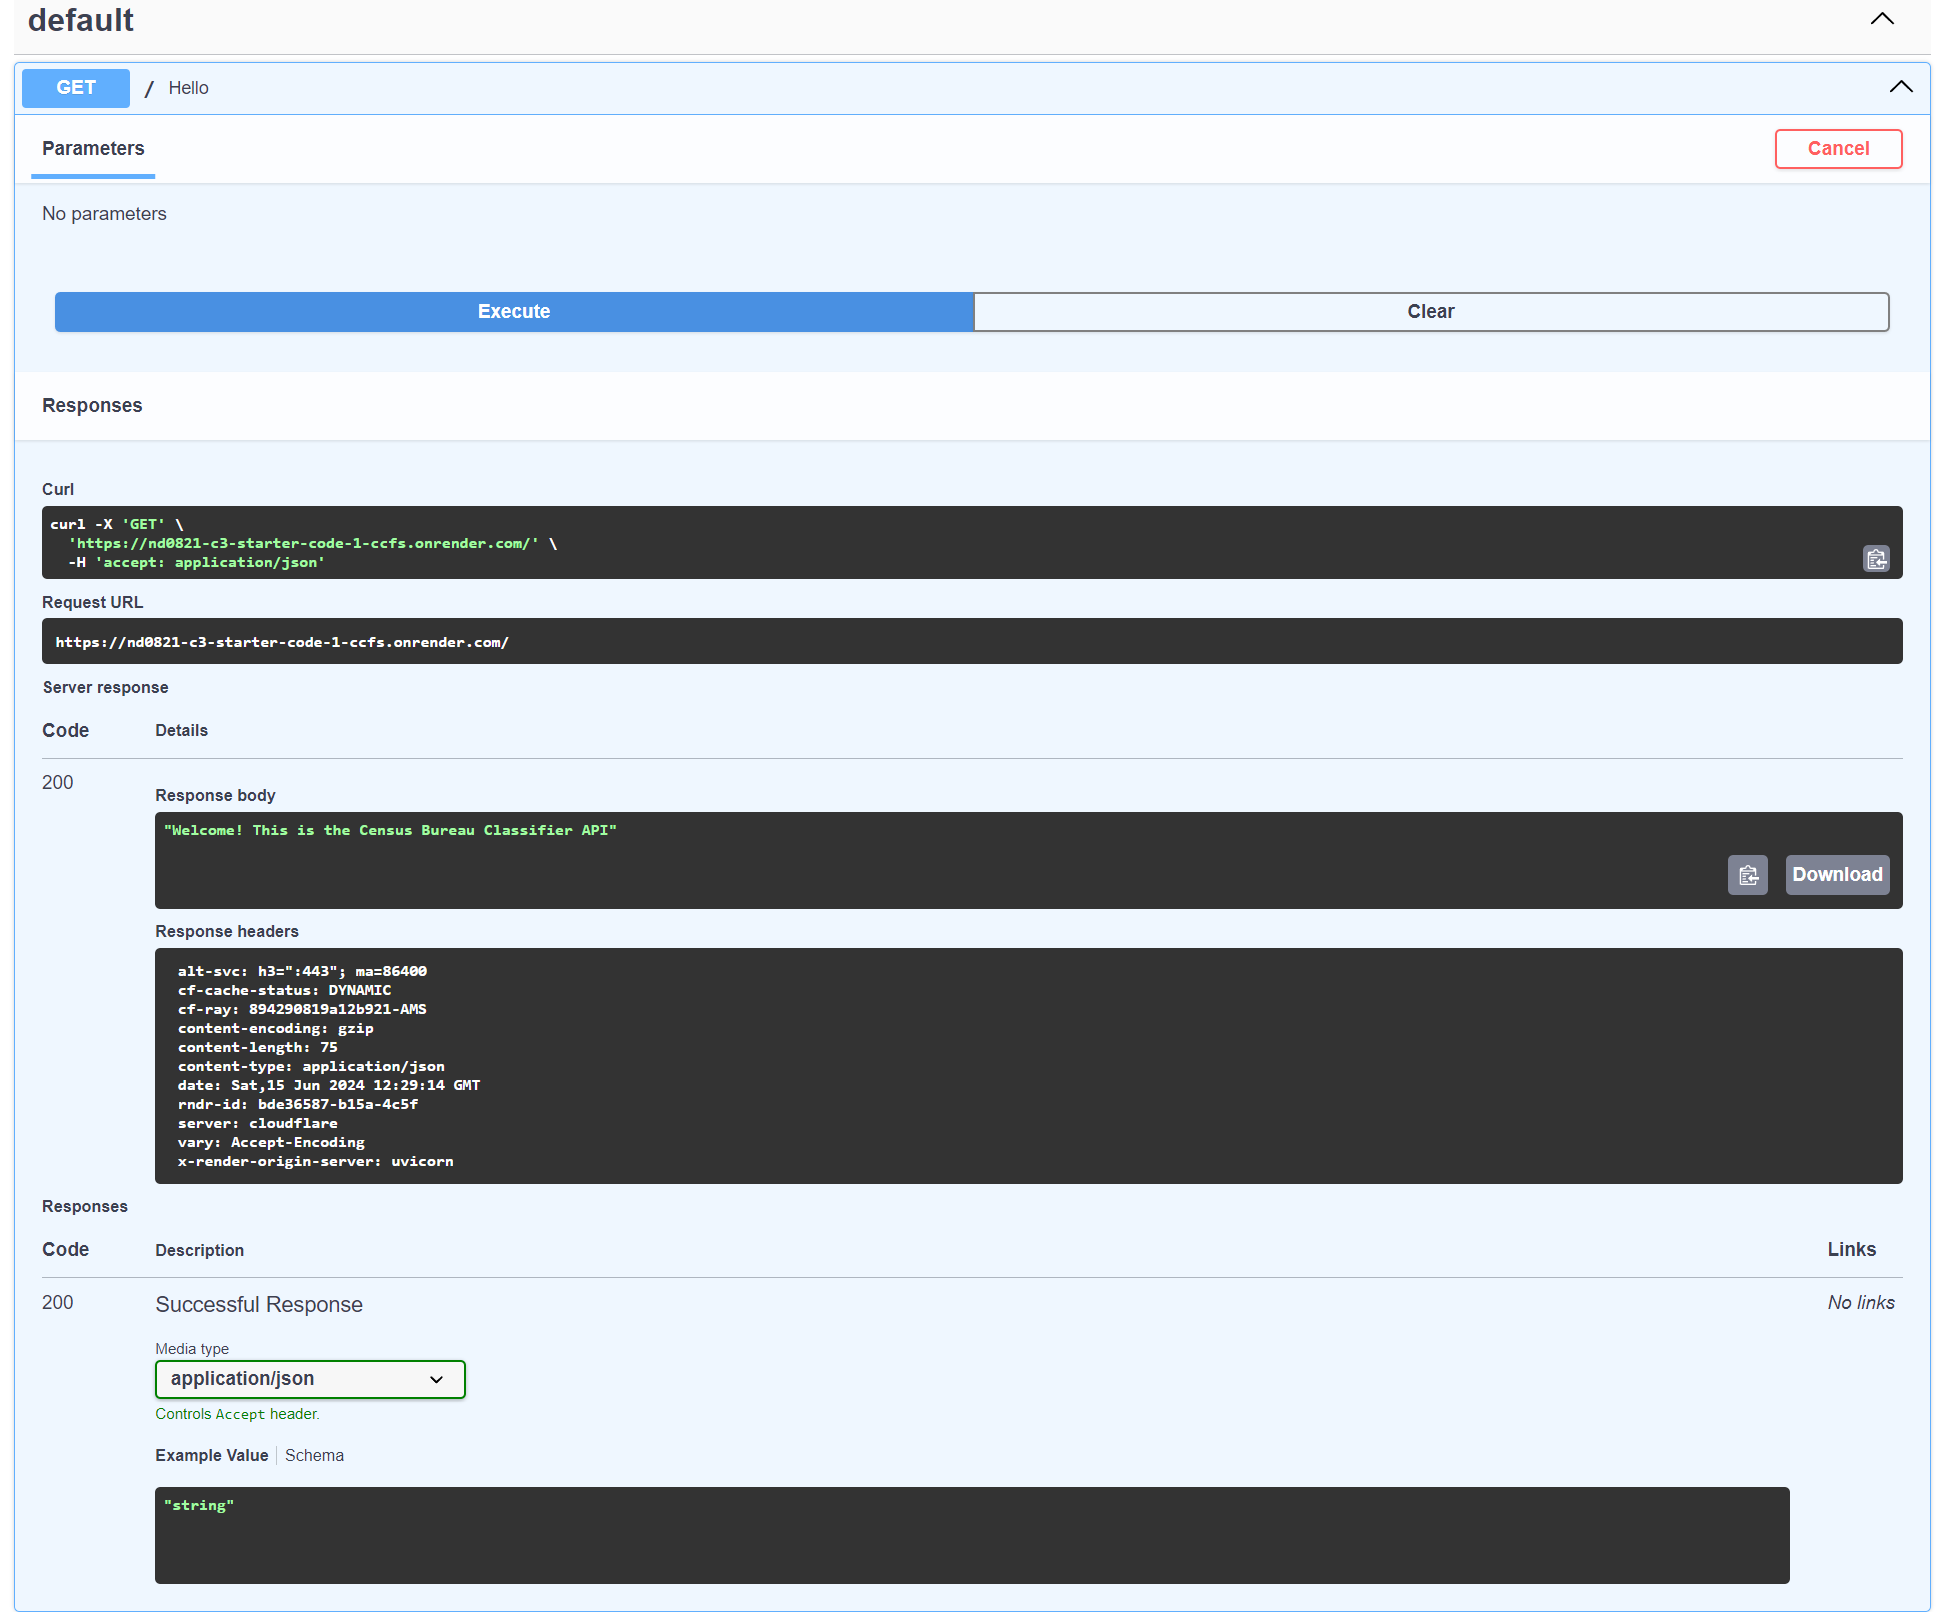 default
GET / Hello
Parameters
Cancel
No parameters
Execute
Clear
Responses
Curl
curl -X 'GET' \
'https://nd0821-c3-starter-code-1-ccfs.onrender.com/' \
-H 'accept: application/json'
Request URL
https://nd0821-c3-starter-code-1-ccfs.onrender.com/
Server response
Code Details
200
Response body
"Welcome! This is the Census Bureau Classifier API"
Download
Response headers
alt-svc: h3=":443"; ma=86400
cf-cache-status: DYNAMIC
cf-ray: 894290819a12b921-AMS
content-encoding: gzip
content-length: 75
content-type: application/json
date: Sat,15 Jun 2024 12:29:14 GMT
rndr-id: bde36587-b15a-4c5f
server: cloudflare
vary: Accept-Encoding
x-render-origin-server: uvicorn
Responses
Code Description Links
200 Successful Response No links
Media type
application/json
Controls Accept header.
Example Value Schema
"string"